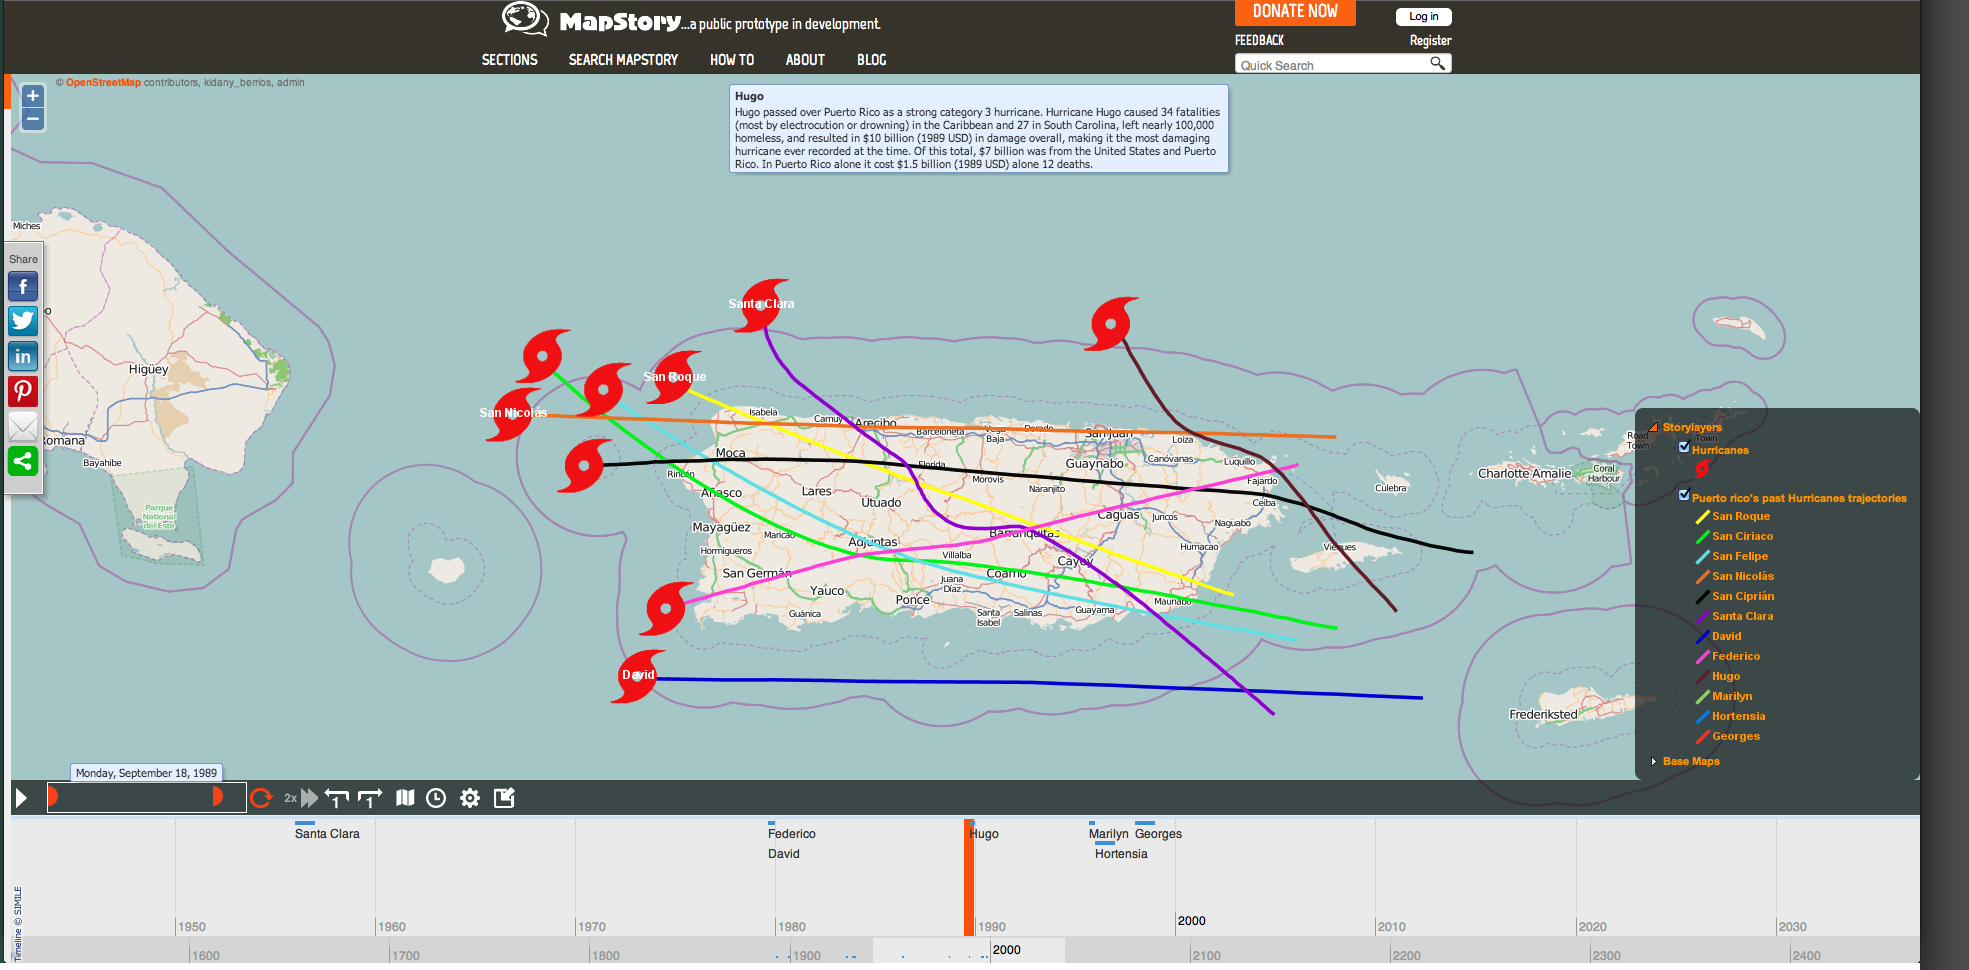 MapStory...a public prototype in development.
DONATE NOW
Log in
FEEDBACK
Register
SECTIONS
SEARCH MAPSTORY
HOW TO
ABOUT
BLOG
Quick Search
+
© OpenStreetMap contributors, kidany_berrios, admin
−
Hugo
Hugo passed over Puerto Rico as a strong category 3 hurricane. Hurricane Hugo caused 34 fatalities
(most by electrocution or drowning) in the Caribbean and 27 in South Carolina, left nearly 100,000
homeless, and resulted in $10 billion (1989 USD) in damage overall, making it the most damaging
hurricane ever recorded at the time. Of this total, $7 billion was from the United States and Puerto
Rico. In Puerto Rico alone it cost $1.5 billion (1989 USD) alone 12 deaths.
Miches
Share
f
in
Higüey
Romana
Bayahibe
Parque
National
del Este
Santa Clara
San Roque
San Nicolás
David
Isabela
Camuy
Arecibo
Barceloneta
Vega
Baja
Dorado
San Juan
Loiza
Moca
Rincón
Florida
Guaynabo
Canóvanas
Luquillo
Añasco
Lares
Utuado
Morovis
Naranjito
Fajardo
Ceiba
Culebra
Mayagüez
Maricao
Adjuntas
Barranquitas
Caguas
Juncos
Naguabo
Hormigueros
Villalba
Cayey
Humacao
Vieques
San Germán
Juana
Diaz
Coamo
Yauco
Ponce
Maunabo
Guánica
Santa
Isabel
Salinas
Guayama
Charlotte Amalie
Coral
Harbour
Road
Town
Town
Frederiksted
Storylayers
Hurricanes
Puerto rico's past Hurricanes trajectories
San Roque
San Ciriaco
San Felipe
San Nicolás
San Ciprián
Santa Clara
David
Federico
Hugo
Marilyn
Hortensia
Georges
Base Maps
Monday, September 18, 1989
2x
1
1
Santa Clara
Federico
Hugo
Marilyn
Georges
David
Hortensia
1950
1960
1970
1980
1990
2000
2010
2020
2030
1600
1700
1800
1900
2000
2100
2200
2300
2400
Timeline © SIMILE